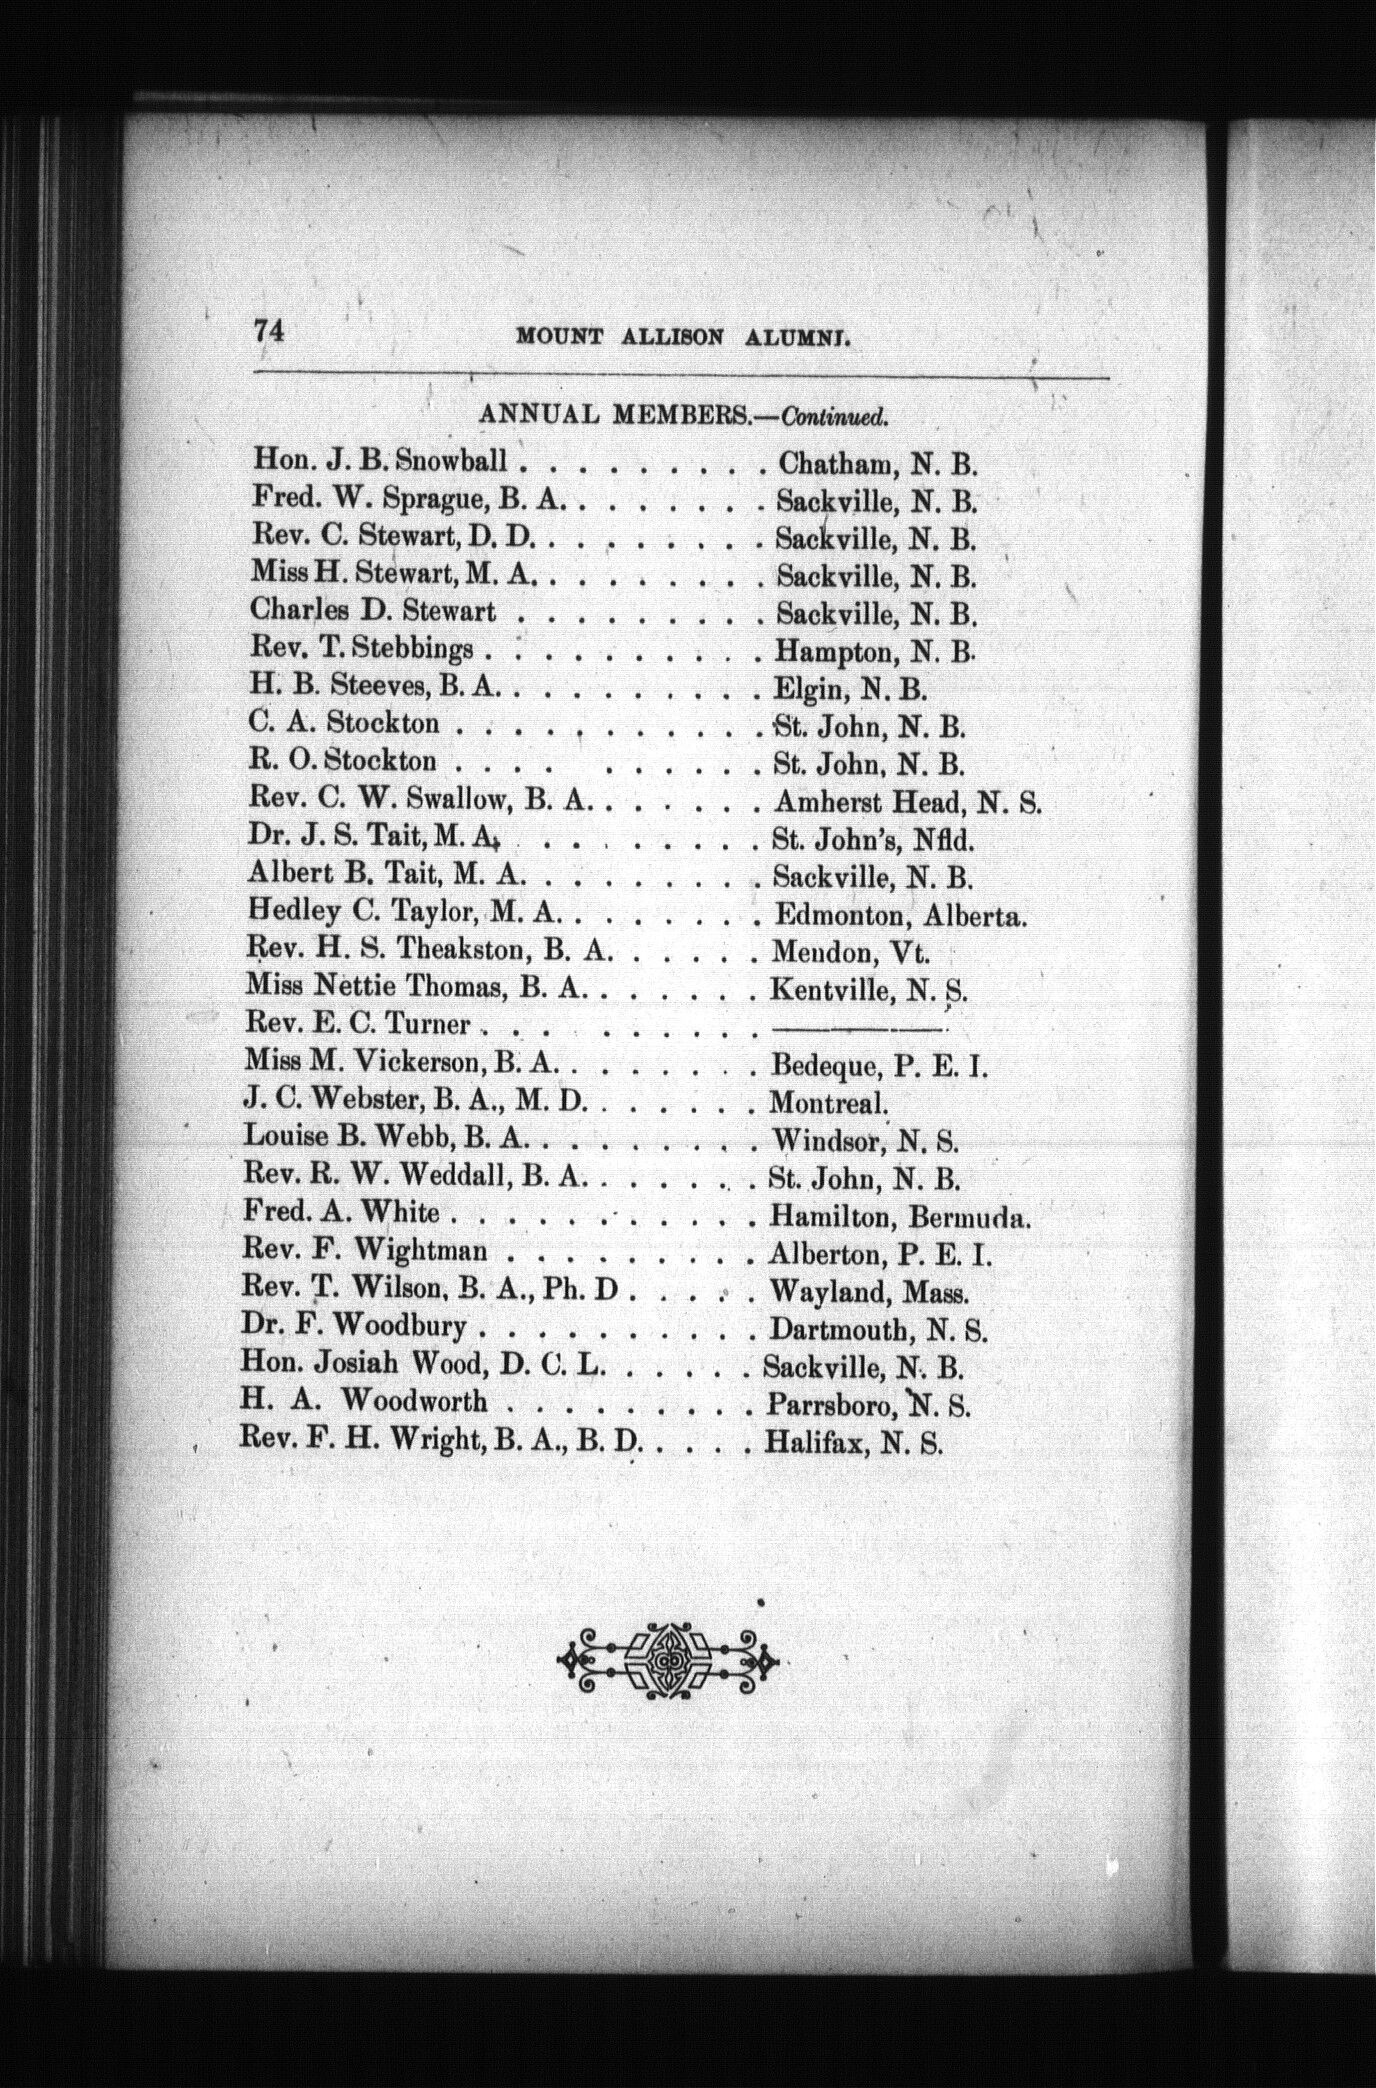 74 MOUNT ALLISON ALUMNI.
ANNUAL MEMBERS.—Continued.
Hon. J. B. Snowball . . . . . . . . . Chatham, N. B.
Fred. W. Sprague, B. A. . . . . . . . Sackville, N. B.
Rev. C. Stewart, D. D. . . . . . . . . Sackville, N. B.
Miss H. Stewart, M. A. . . . . . . . . Sackville, N. B.
Charles D. Stewart . . . . . . . . . Sackville, N. B.
Rev. T. Stebbings . . . . . . . . . . Hampton, N. B.
H. B. Steeves, B. A. . . . . . . . . . Elgin, N. B.
C. A. Stockton . . . . . . . . . . . St. John, N. B.
R. O. Stockton . . . . . . . . . . St. John, N. B.
Rev. C. W. Swallow, B. A. . . . . . . Amherst Head, N. S.
Dr. J. S. Tait, M. A. . . . . . . . . St. John's, Nfld.
Albert B. Tait, M. A. . . . . . . . . Sackville, N. B.
Hedley C. Taylor, M. A. . . . . . . . Edmonton, Alberta.
Rev. H. S. Theakston, B. A. . . . . . Mendon, Vt.
Miss Nettie Thomas, B. A. . . . . . . Kentville, N. S.
Rev. E. C. Turner . . . . . . . . . ————
Miss M. Vickerson, B. A. . . . . . . . Bedeque, P. E. I.
J. C. Webster, B. A., M. D. . . . . . . Montreal.
Louise B. Webb, B. A. . . . . . . . . Windsor, N. S.
Rev. R. W. Weddall, B. A. . . . . . . St. John, N. B.
Fred. A. White . . . . . . . . . . . Hamilton, Bermuda.
Rev. F. Wightman . . . . . . . . . Alberton, P. E. I.
Rev. T. Wilson, B. A., Ph. D . . . . . Wayland, Mass.
Dr. F. Woodbury . . . . . . . . . . Dartmouth, N. S.
Hon. Josiah Wood, D. C. L. . . . . . Sackville, N. B.
H. A. Woodworth . . . . . . . . . Parrsboro, N. S.
Rev. F. H. Wright, B. A., B. D. . . . . Halifax, N. S.